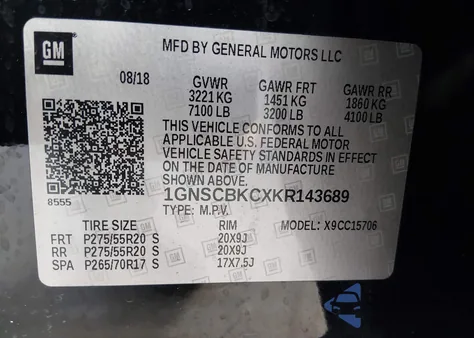 GM
MFD BY GENERAL MOTORS LLC
08/18 GVWR GAWR FRT GAWR RR
3221 KG 1451 KG 1860 KG
7100 LB 3200 LB 4100 LB
THIS VEHICLE CONFORMS TO ALL
APPLICABLE U.S. FEDERAL MOTOR
VEHICLE SAFETY STANDARDS IN EFFECT
ON THE DATE OF MANUFACTURE
SHOWN ABOVE.
8555 1GNSCBKCXKR143689
TYPE: M.P.V. MODEL: X9CC15706
TIRE SIZE RIM
FRT P275/55R20 S 20X9J
RR P275/55R20 S 20X9J
SPA P265/70R17 S 17X7.5J